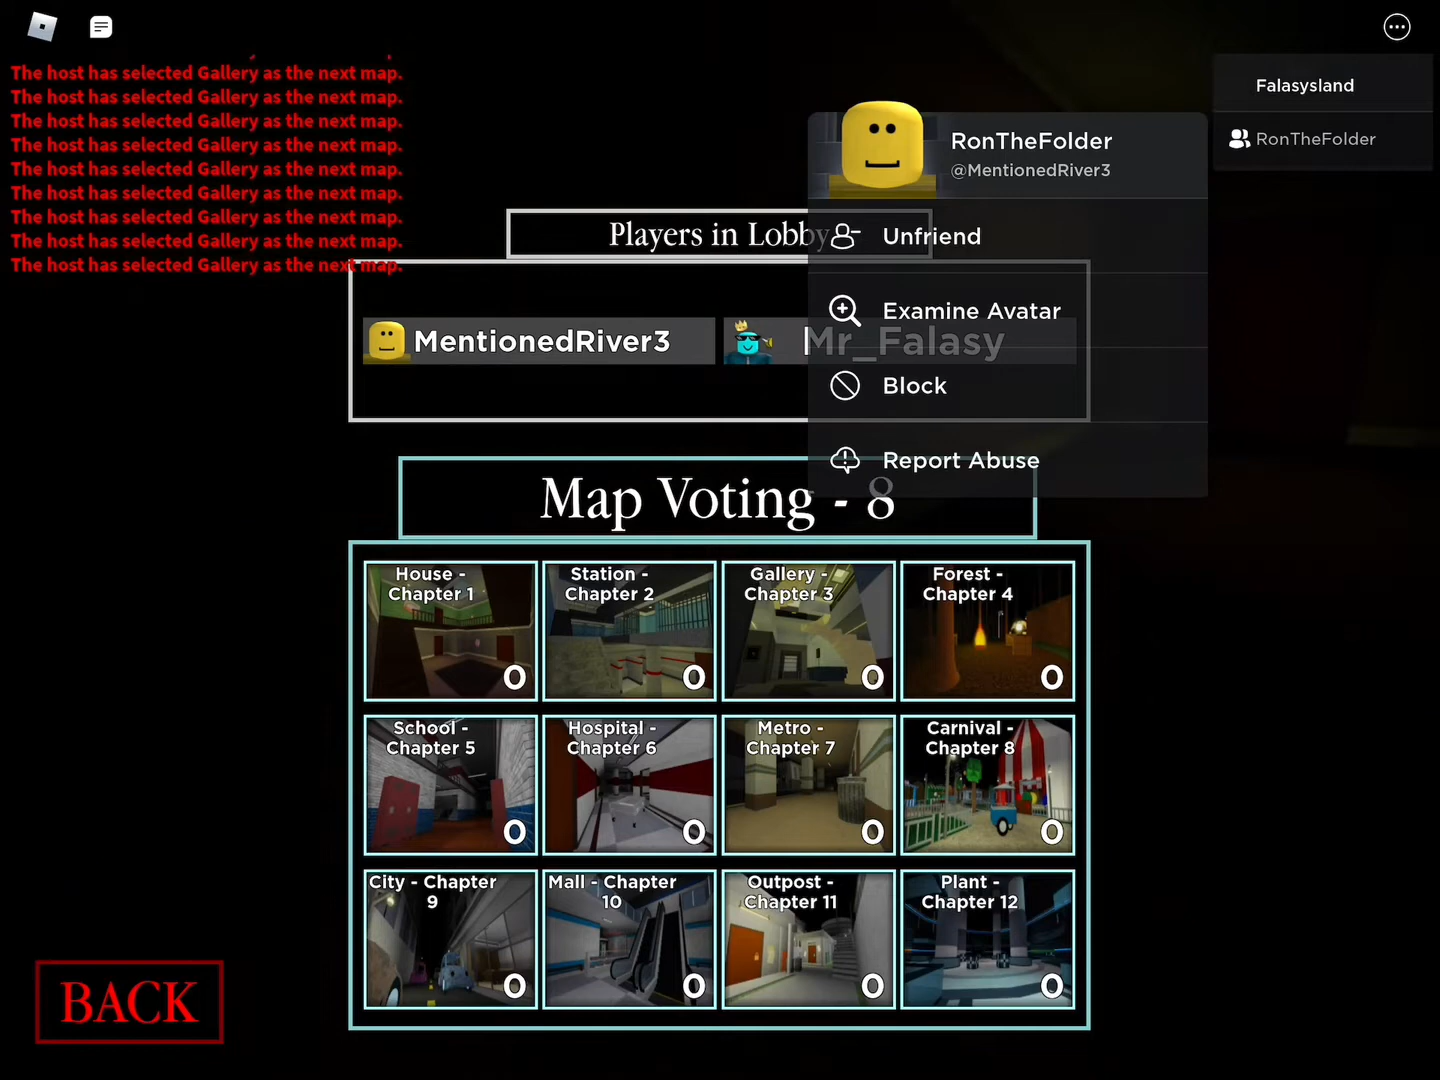 The host has selected Gallery as the next map.
The host has selected Gallery as the next map.
The host has selected Gallery as the next map.
The host has selected Gallery as the next map.
The host has selected Gallery as the next map.
The host has selected Gallery as the next map.
The host has selected Gallery as the next map.
The host has selected Gallery as the next map.
The host has selected Gallery as the next map.
Falasysland
RonTheFolder
RonTheFolder
@MentionedRiver3
Unfriend
Examine Avatar
Block
Report Abuse
Players in Lobby
MentionedRiver3
Mr_Falasy
Map Voting - 8
House -
Chapter 1
0
Station -
Chapter 2
0
Gallery -
Chapter 3
0
Forest -
Chapter 4
0
School -
Chapter 5
0
Hospital -
Chapter 6
0
Metro -
Chapter 7
0
Carnival -
Chapter 8
0
City - Chapter
9
0
Mall - Chapter
10
0
Outpost -
Chapter 11
0
Plant -
Chapter 12
0
BACK